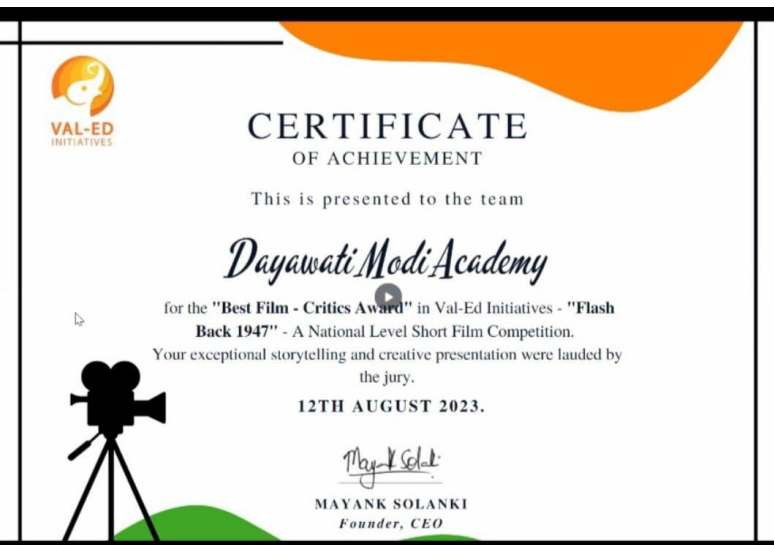 VAL-ED
INITIATIVES
CERTIFICATE
OF ACHIEVEMENT
This is presented to the team
Dayawati Modi Academy
for the "Best Film - Critics Award" in Val-Ed Initiatives - "Flash
Back 1947" - A National Level Short Film Competition.
Your exceptional storytelling and creative presentation were lauded by
the jury.
12TH AUGUST 2023.
Mayank Solanki
MAYANK SOLANKI
Founder, CEO